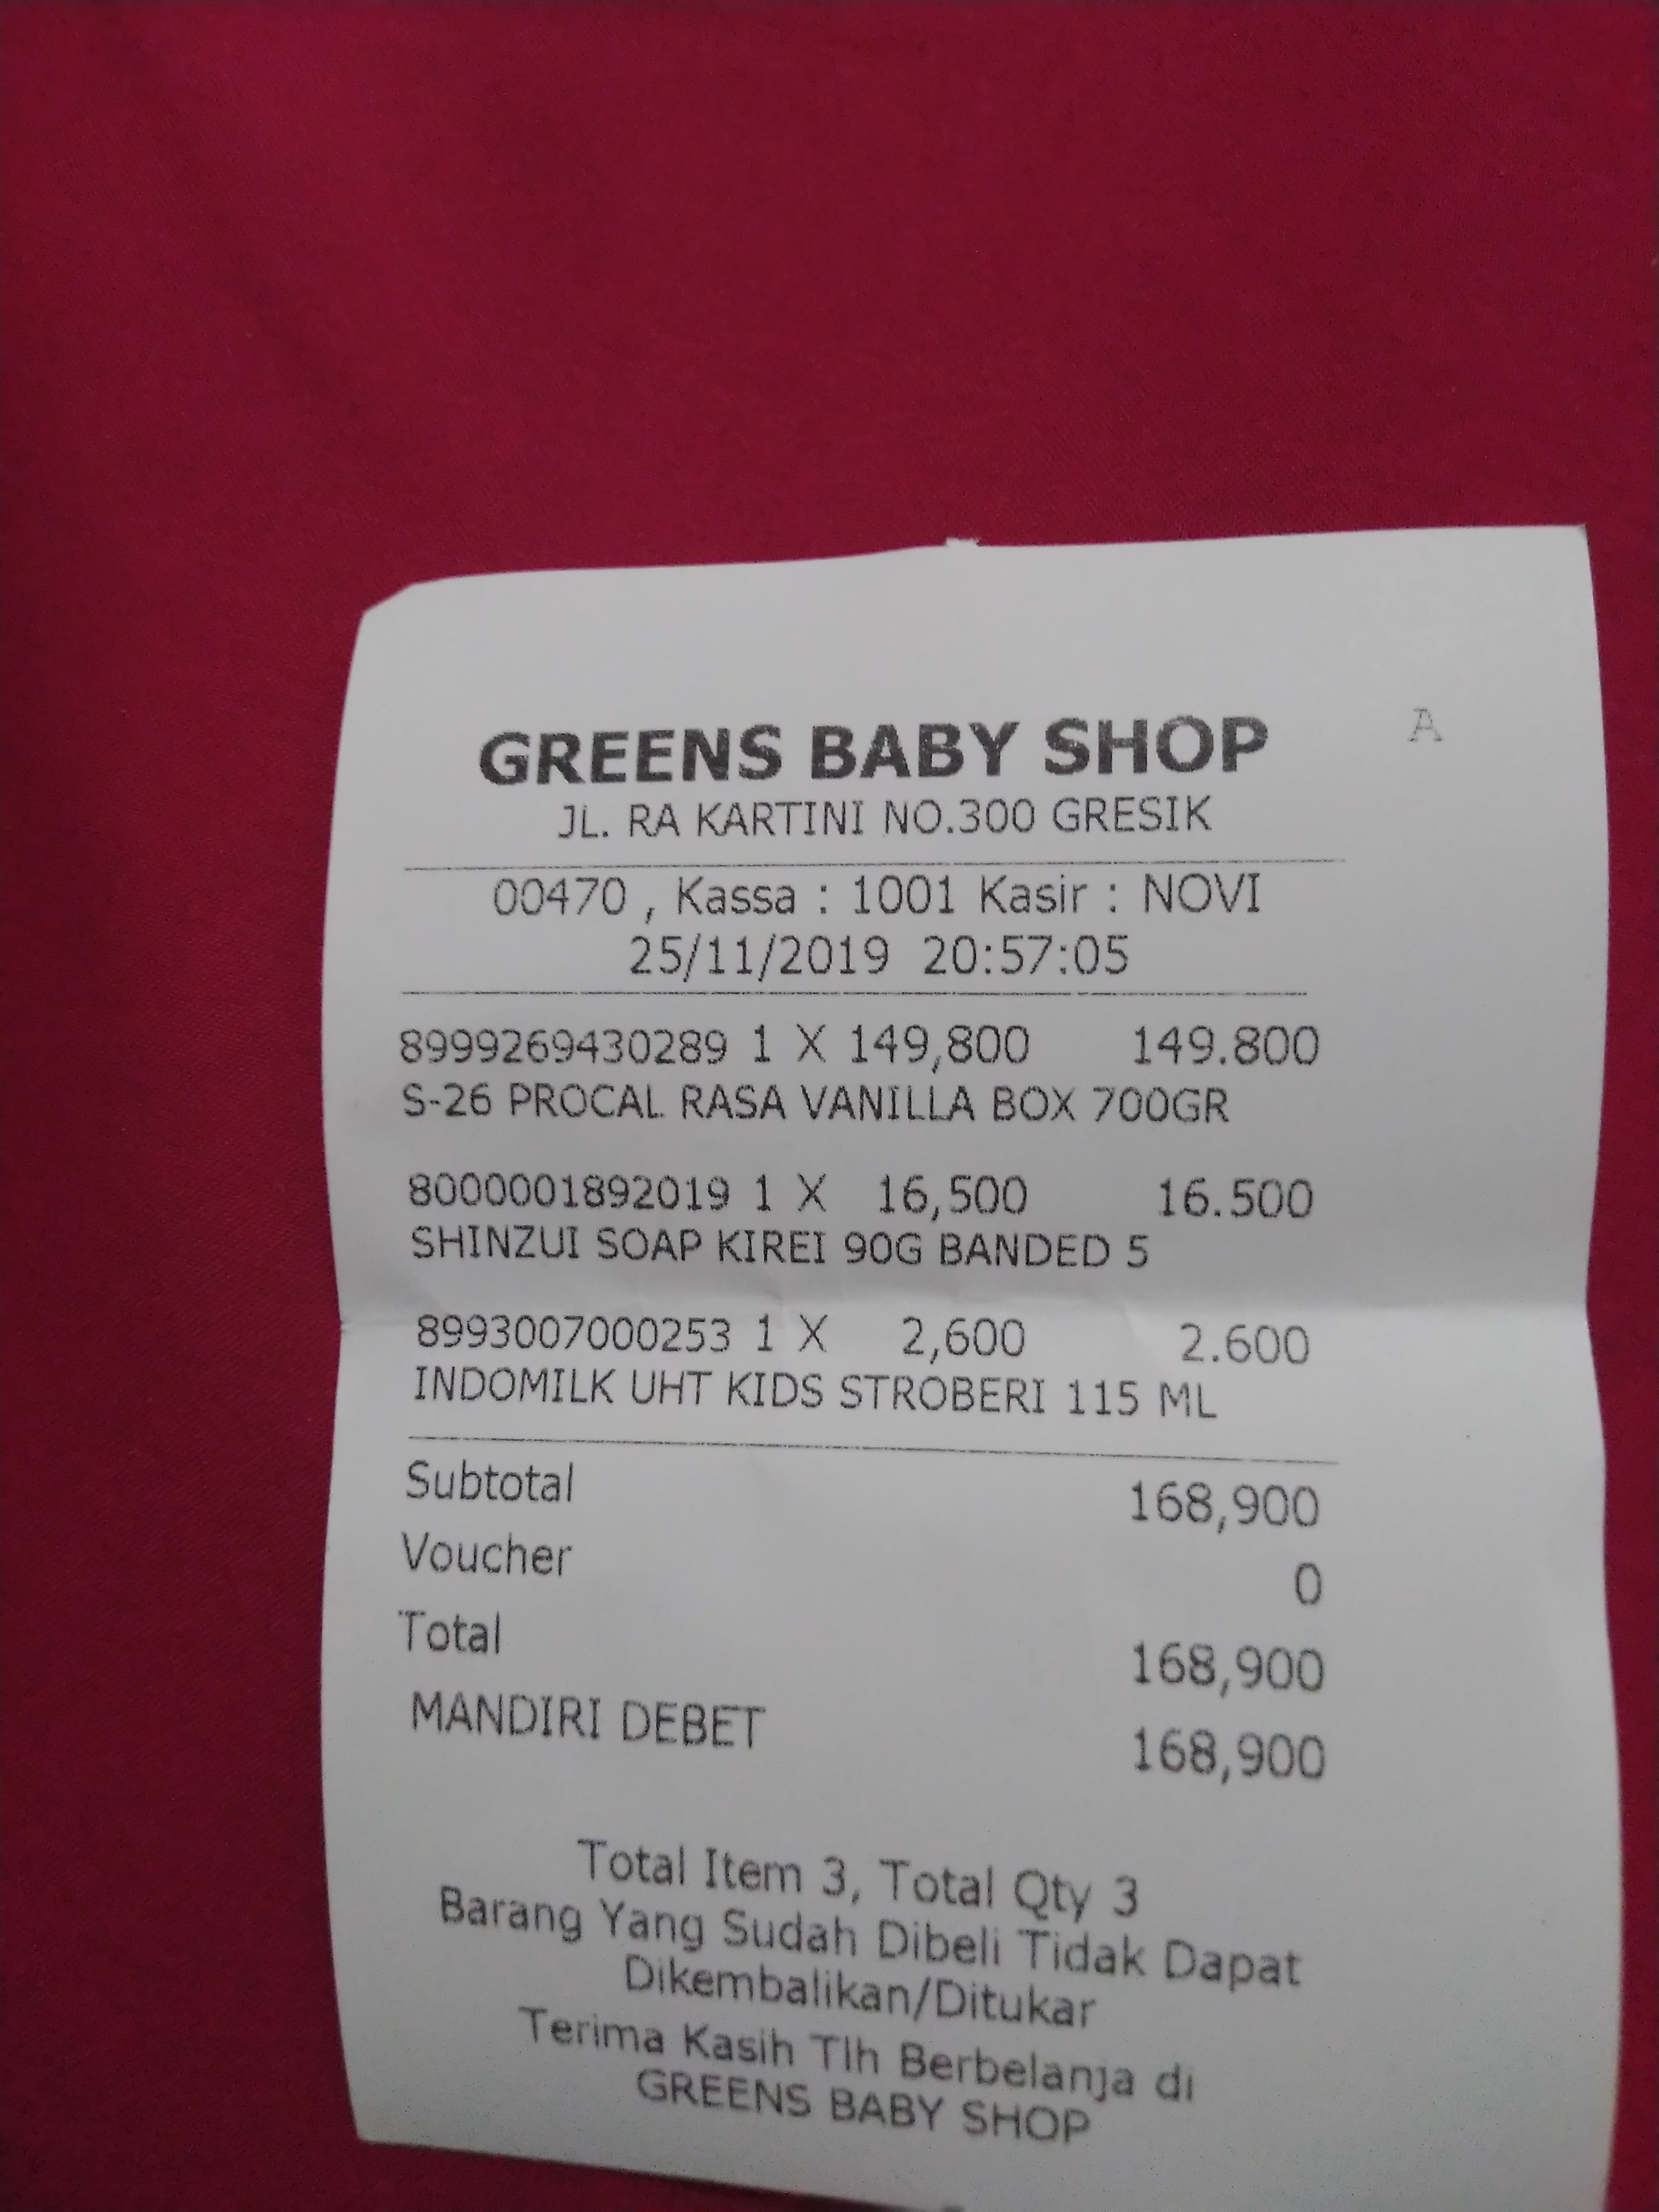 GREENS BABY SHOP A
JL. RA KARTINI NO.300 GRESIK
00470 , Kassa : 1001 Kasir : NOVI
25/11/2019 20:57:05
8999269430289 1 X 149,800 149.800
S-26 PROCAL RASA VANILLA BOX 700GR
8000001892019 1 X 16,500 16.500
SHINZUI SOAP KIREI 90G BANDED 5
8993007000253 1 X 2,600 2.600
INDOMILK UHT KIDS STROBERI 115 ML
Subtotal 168,900
Voucher 0
Total 168,900
MANDIRI DEBET 168,900
Total Item 3, Total Qty 3
Barang Yang Sudah Dibeli Tidak Dapat
Dikembalikan/Ditukar
Terima Kasih Tlh Berbelanja di
GREENS BABY SHOP